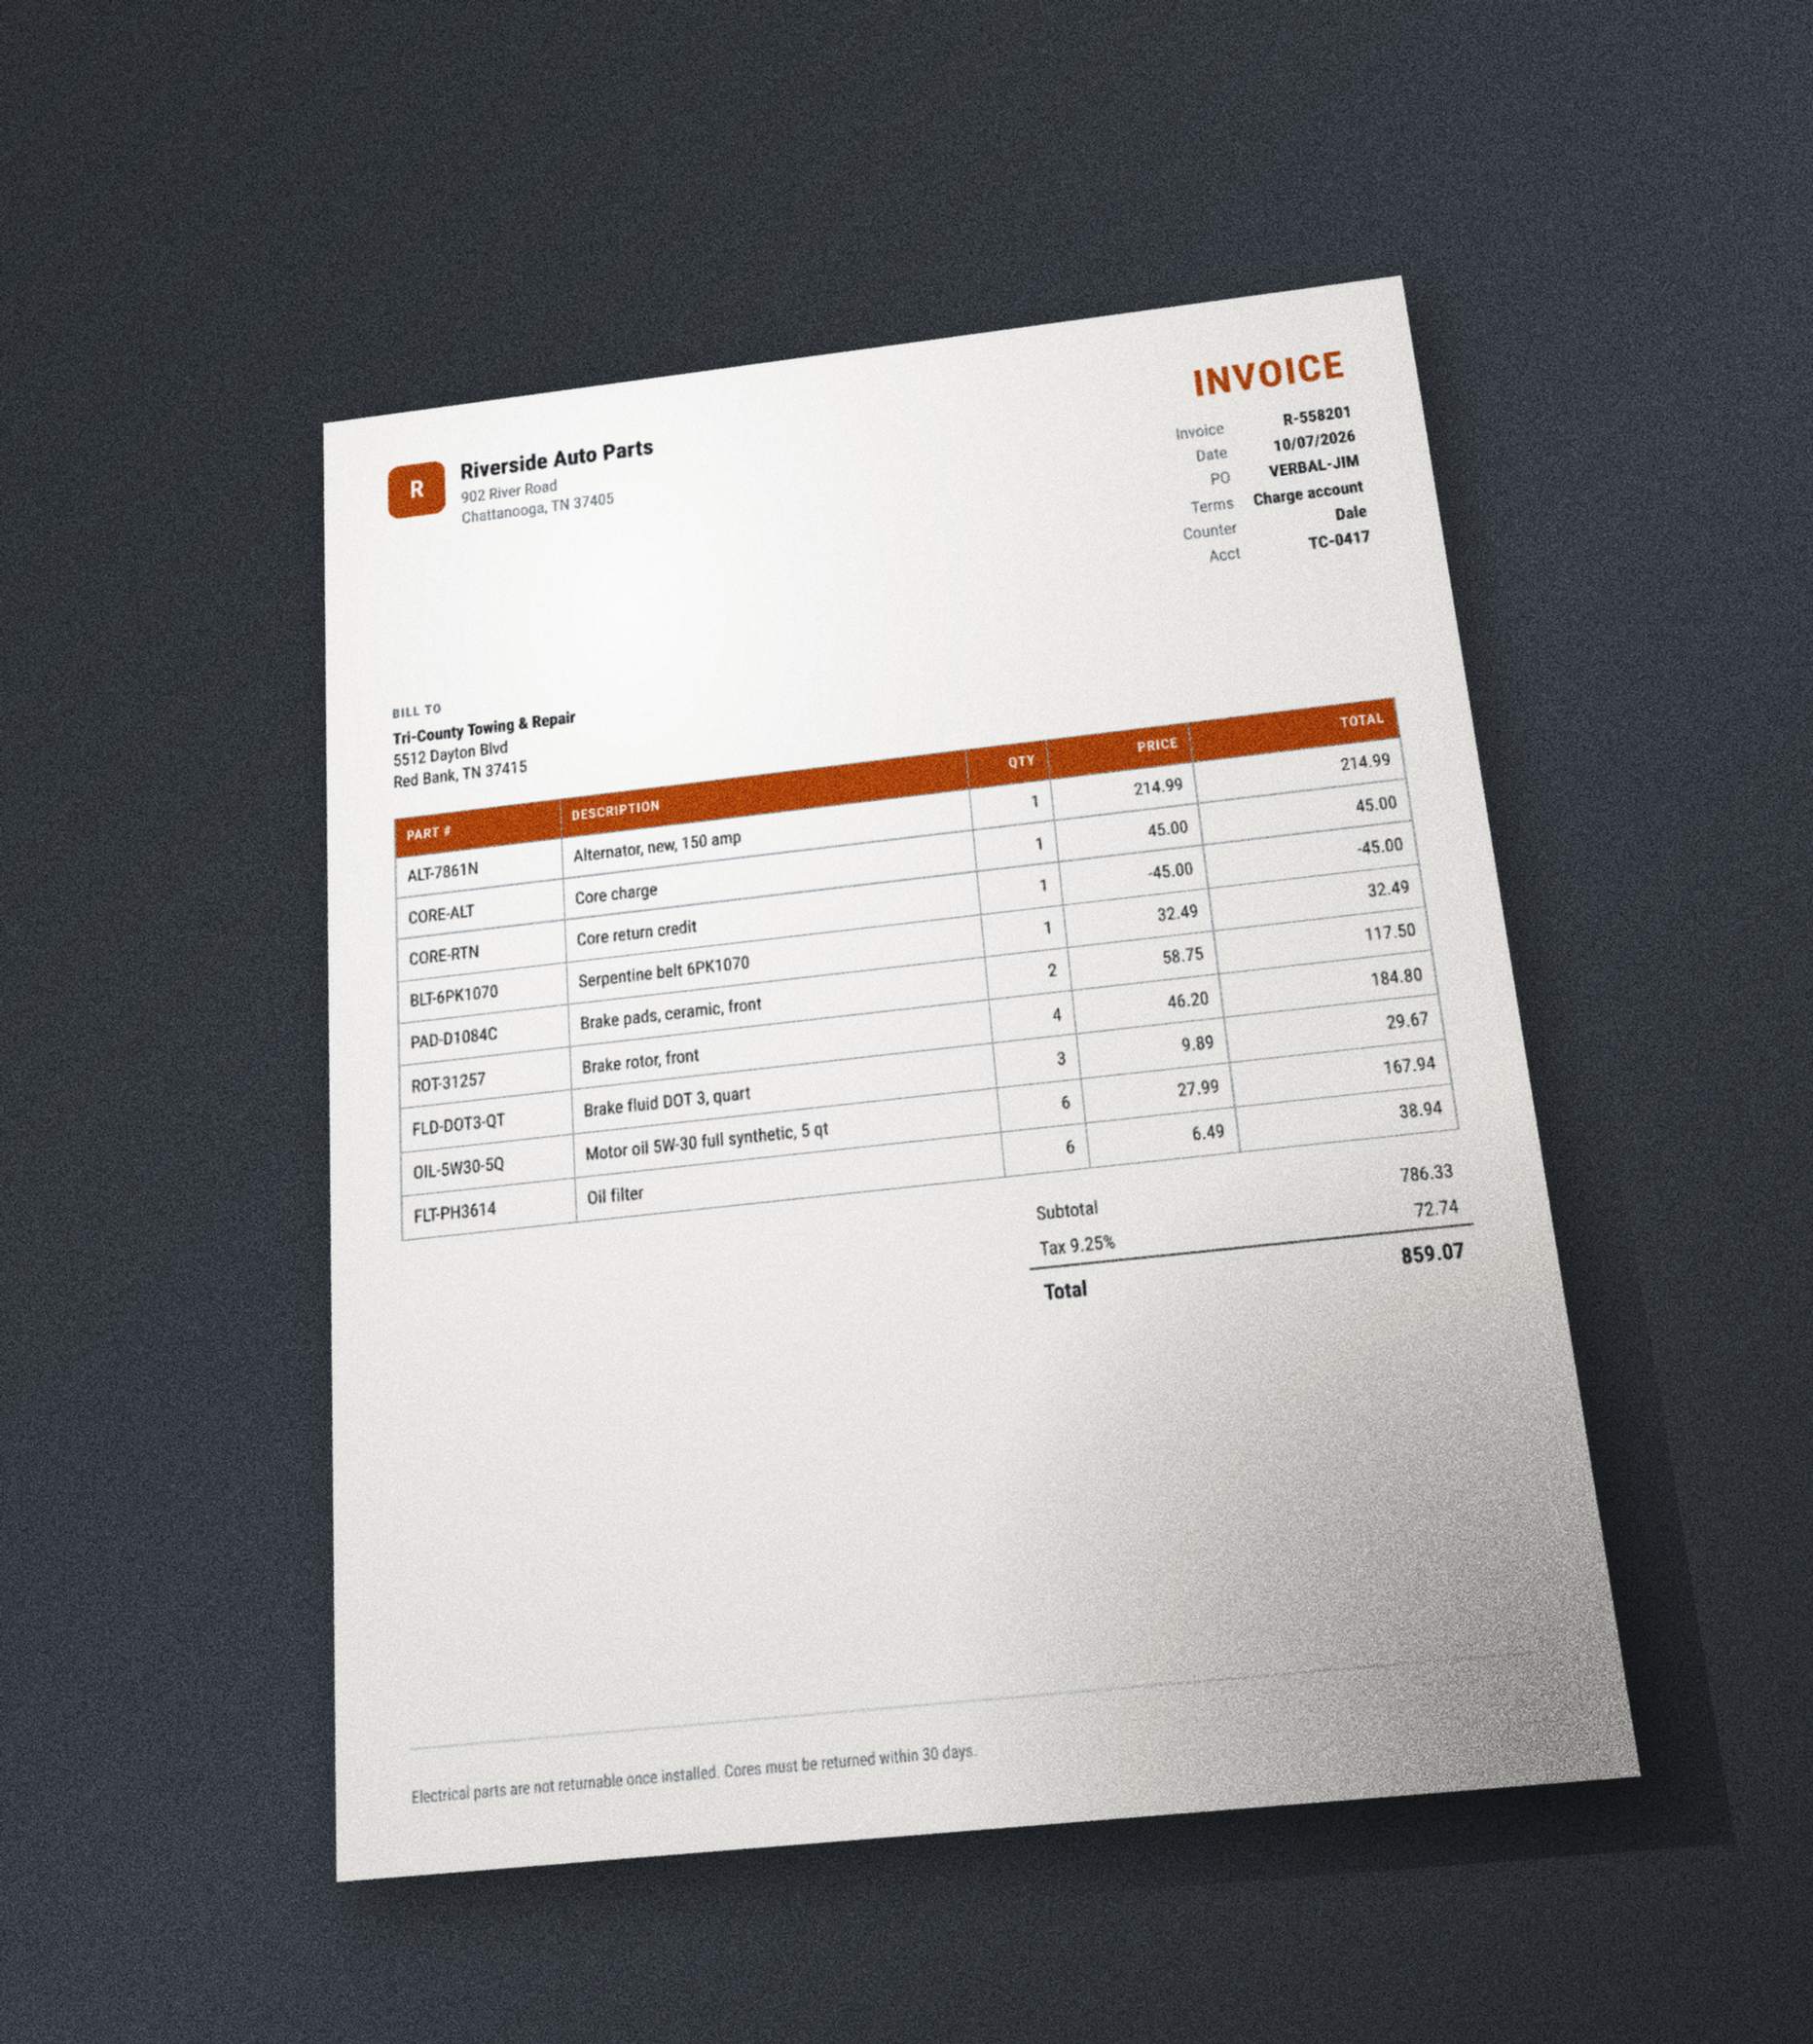 R
Riverside Auto Parts
902 River Road
Chattanooga, TN 37405
INVOICE
Invoice R-558201
Date 10/07/2026
PO VERBAL-JIM
Terms Charge account
Counter Dale
Acct TC-0417
BILL TO
Tri-County Towing & Repair
5512 Dayton Blvd
Red Bank, TN 37415
PART # DESCRIPTION QTY PRICE TOTAL
ALT-7861N Alternator, new, 150 amp 1 214.99 214.99
CORE-ALT Core charge 1 45.00 45.00
CORE-RTN Core return credit 1 -45.00 -45.00
BLT-6PK1070 Serpentine belt 6PK1070 1 32.49 32.49
PAD-D1084C Brake pads, ceramic, front 2 58.75 117.50
ROT-31257 Brake rotor, front 4 46.20 184.80
FLD-DOT3-QT Brake fluid DOT 3, quart 3 9.89 29.67
OIL-5W30-5Q Motor oil 5W-30 full synthetic, 5 qt 6 27.99 167.94
FLT-PH3614 Oil filter 6 6.49 38.94
Subtotal 786.33
Tax 9.25% 72.74
Total 859.07
Electrical parts are not returnable once installed. Cores must be returned within 30 days.